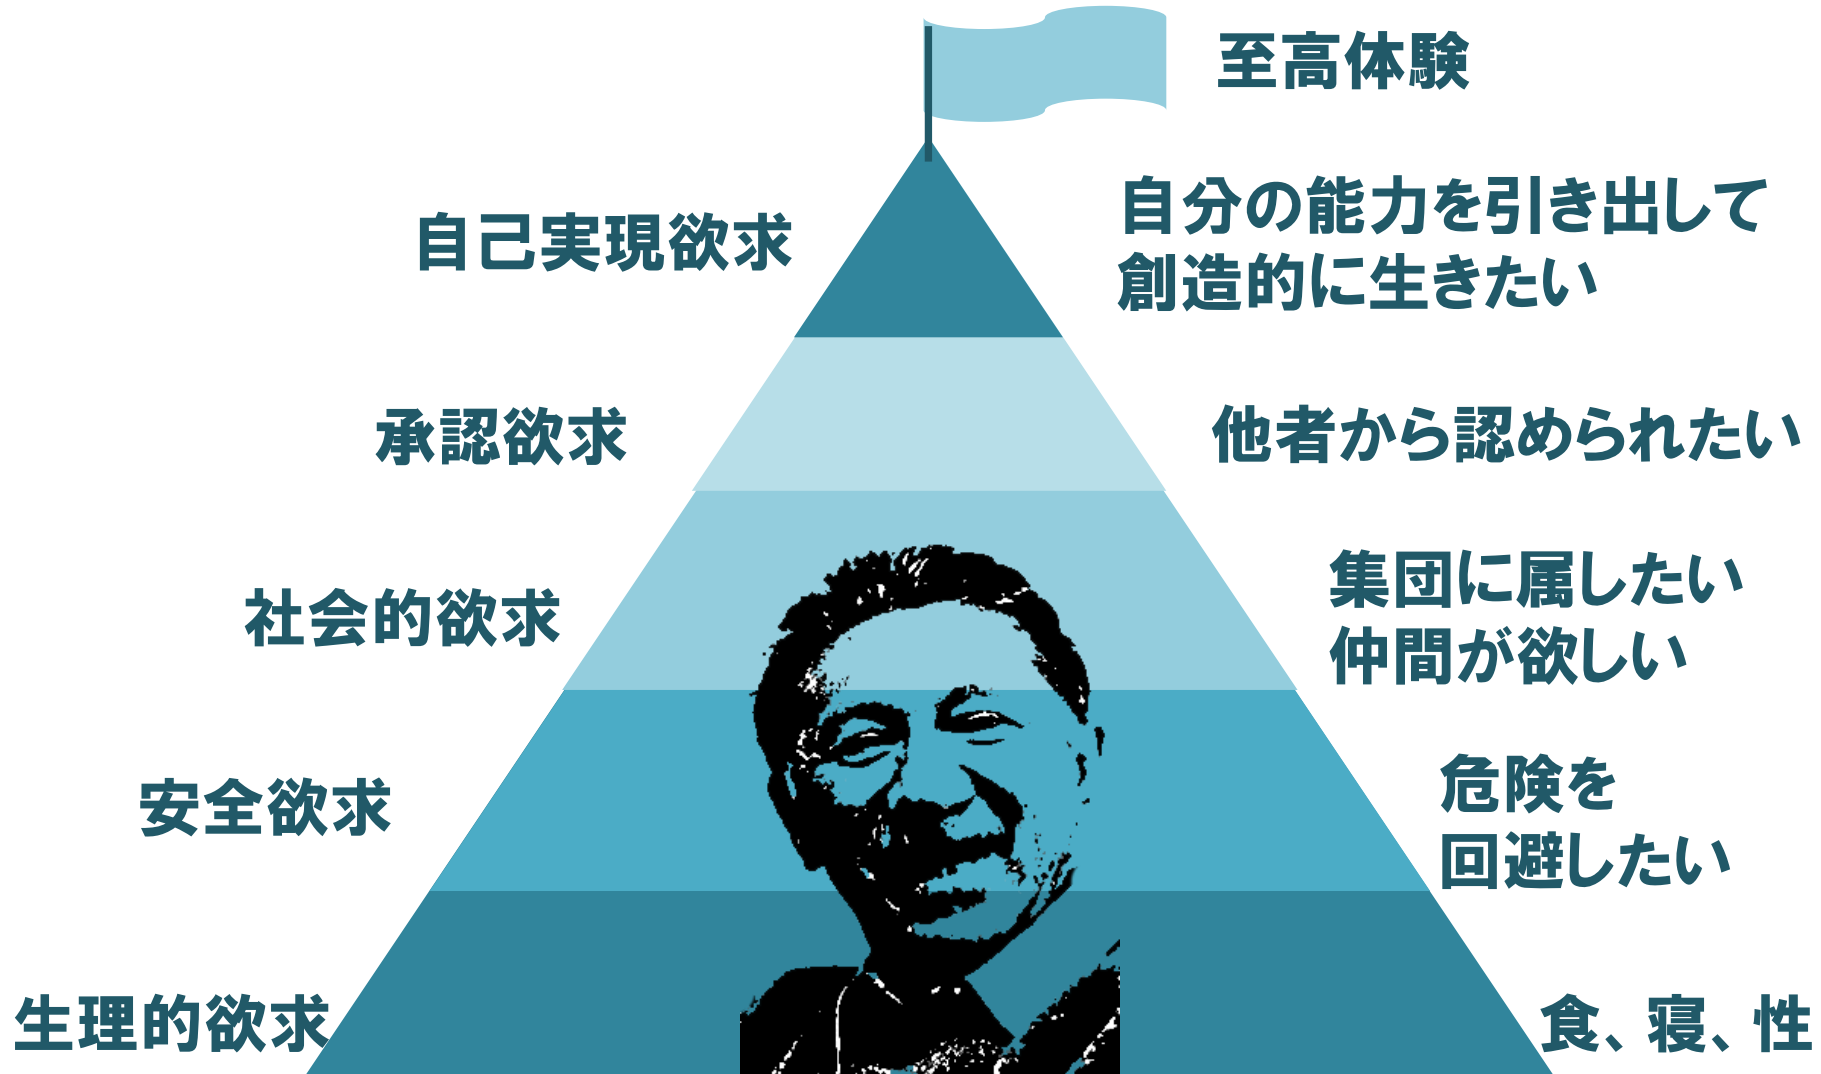 至高体験
自己実現欲求
自分の能力を引き出して
創造的に生きたい
承認欲求
他者から認められたい
社会的欲求
集団に属したい
仲間が欲しい
安全欲求
危険を
回避したい
生理的欲求
食、寝、性